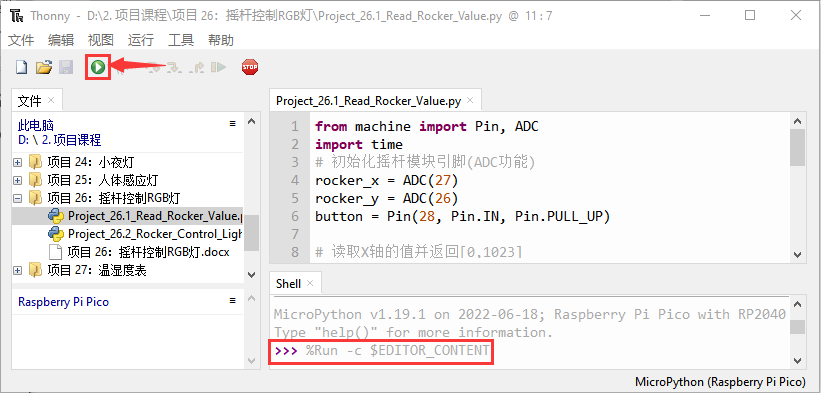 Thonny - D:\2. 项目课程\项目 26：摇杆控制RGB灯\Project_26.1_Read_Rocker_Value.py @ 11 : 7
文件 编辑 视图 运行 工具 帮助
STOP
文件
此电脑
D: \ 2. 项目课程
项目 24：小夜灯
项目 25：人体感应灯
项目 26：摇杆控制RGB灯
Project_26.1_Read_Rocker_Value.p
Project_26.2_Rocker_Control_Ligh
项目 26：摇杆控制RGB灯.docx
项目 27：温湿度表
Raspberry Pi Pico
Project_26.1_Read_Rocker_Value.py
1 from machine import Pin, ADC
2 import time
3 # 初始化摇杆模块引脚(ADC功能)
4 rocker_x = ADC(27)
5 rocker_y = ADC(26)
6 button = Pin(28, Pin.IN, Pin.PULL_UP)
7
8 # 读取X轴的值并返回[0,1023]
Shell
MicroPython v1.19.1 on 2022-06-18; Raspberry Pi Pico with RP2040
Type "help()" for more information.
>>> %Run -c $EDITOR_CONTENT
MicroPython (Raspberry Pi Pico)